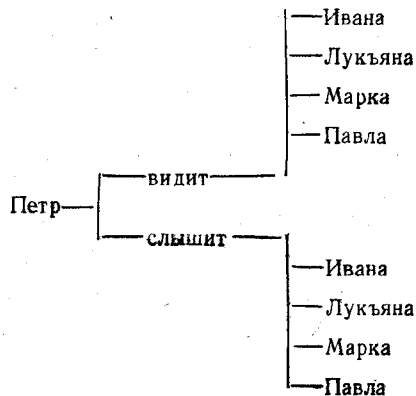 Ивана
Лукъяна
Марка
Павла
видит
Петр
слышит
Ивана
Лукъяна
Марка
Павла